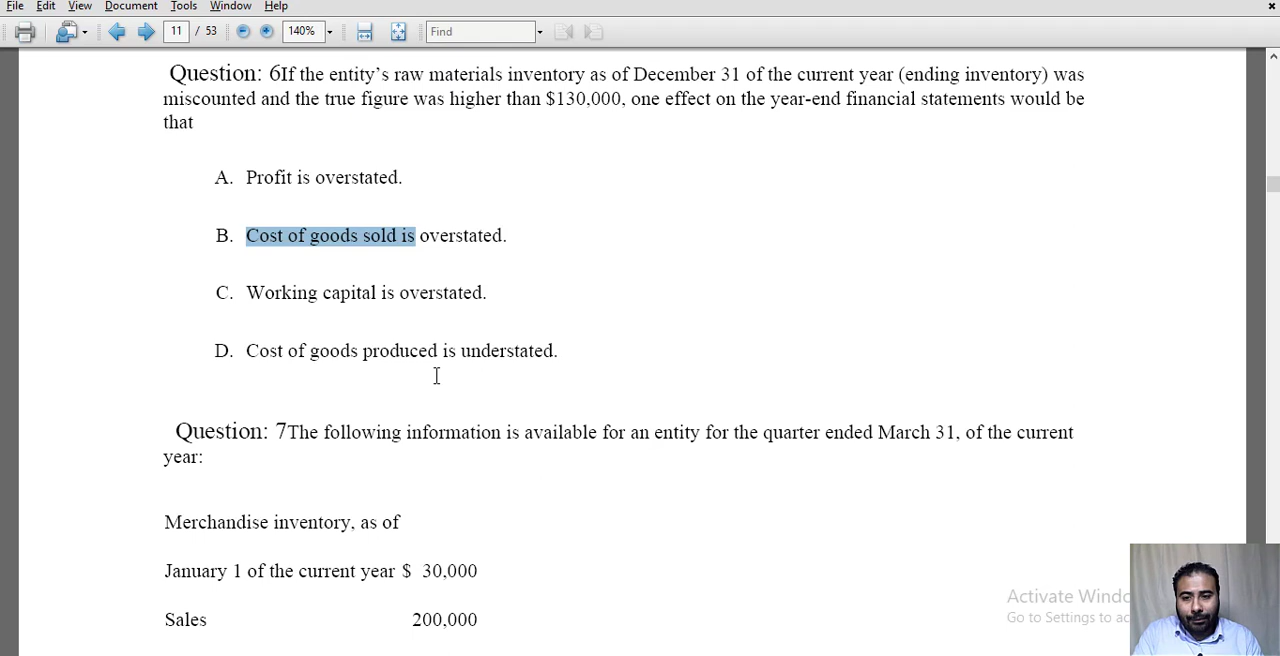 File Edit View Document Tools Window Help
11 / 53 140% Find
Question: 6If the entity’s raw materials inventory as of December 31 of the current year (ending inventory) was
miscounted and the true figure was higher than $130,000, one effect on the year-end financial statements would be
that
A. Profit is overstated.
B. Cost of goods sold is overstated.
C. Working capital is overstated.
D. Cost of goods produced is understated.
Question: 7The following information is available for an entity for the quarter ended March 31, of the current
year:
Merchandise inventory, as of
January 1 of the current year $ 30,000
Sales 200,000
Activate Windo
Go to Settings to ac